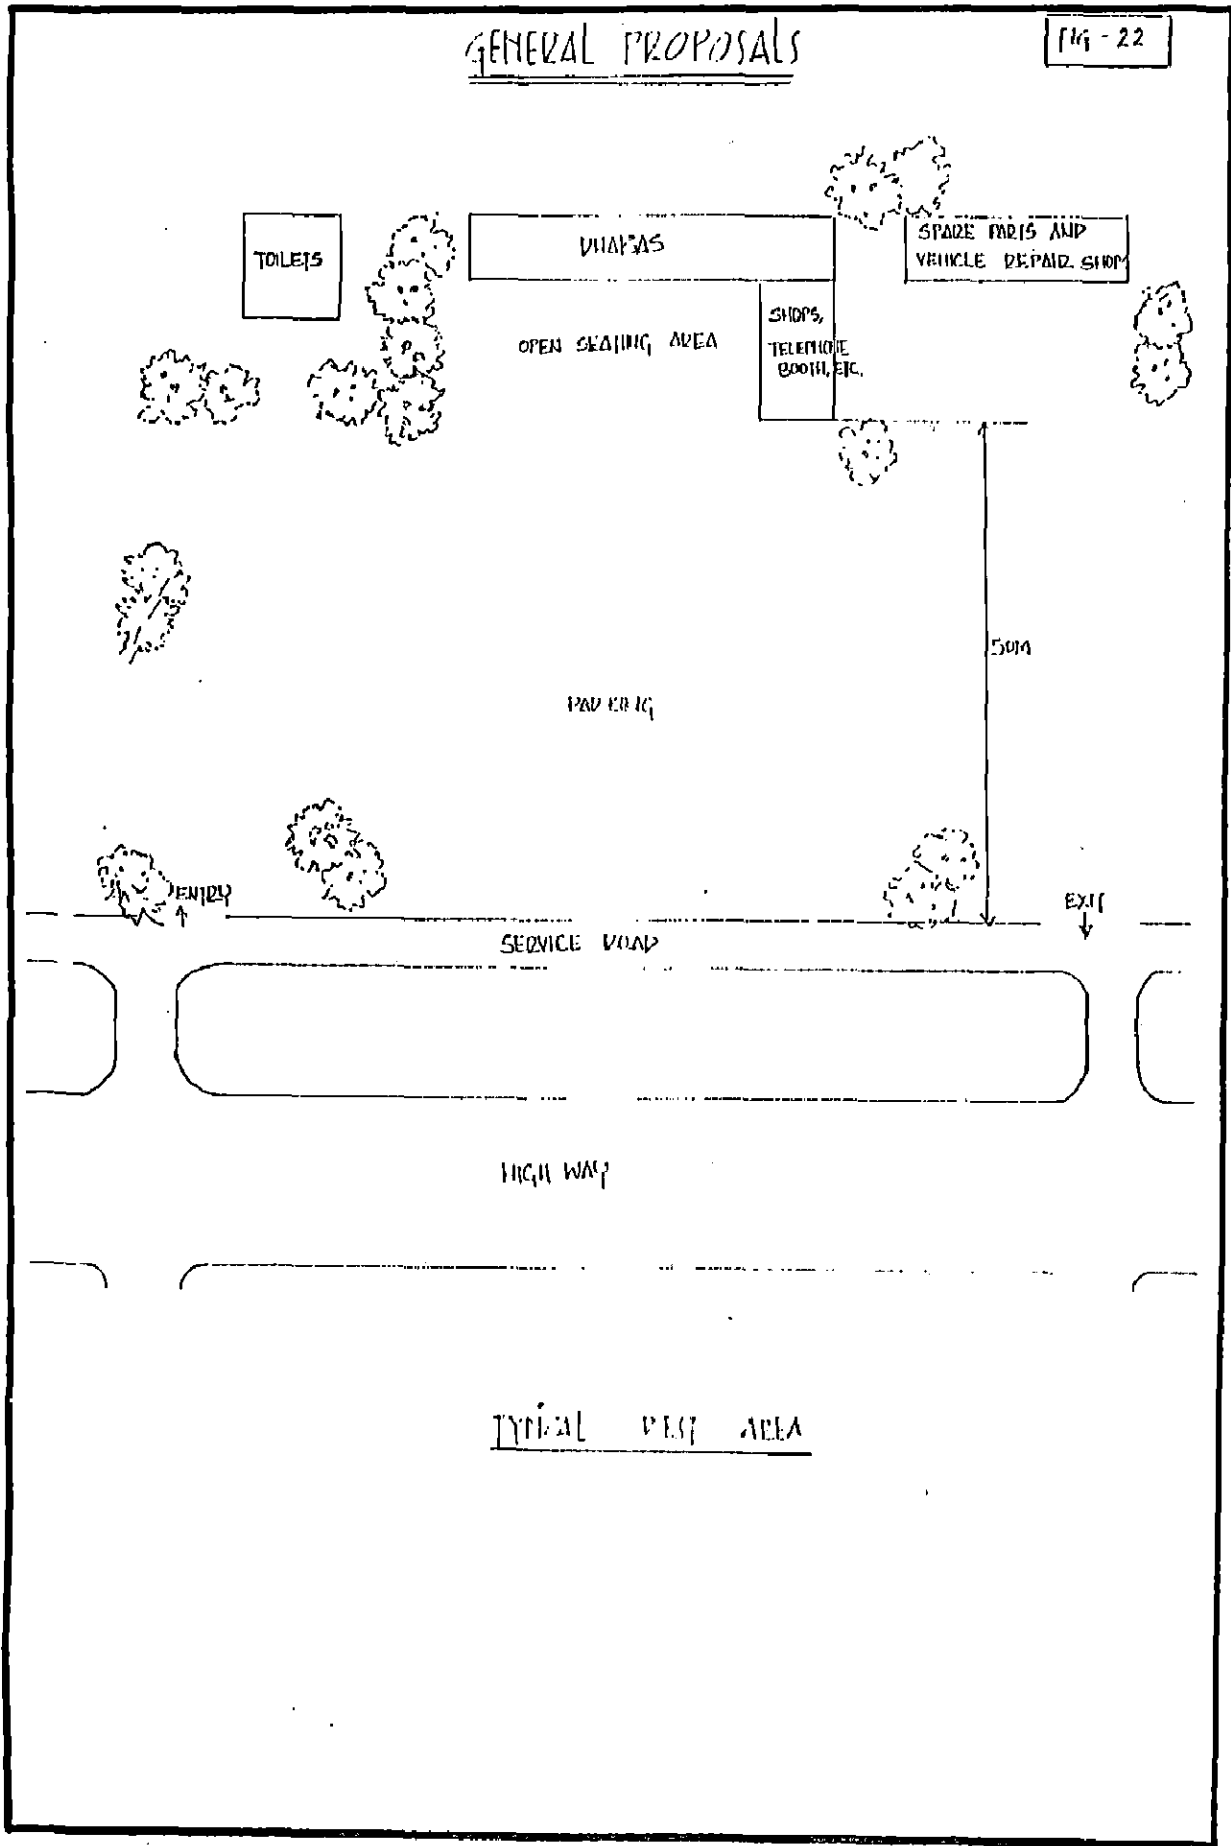 GENERAL PROPOSALS
FIG - 22
TOILETS
DHABAS
SPARE PARTS AND
VEHICLE REPAIR SHOP
OPEN SEATING AREA
SHOPS,
TELEPHONE
BOOTH, ETC.
50M
PARKING
ENTRY
EXIT
SERVICE ROAD
HIGH WAY
TYPICAL REST AREA